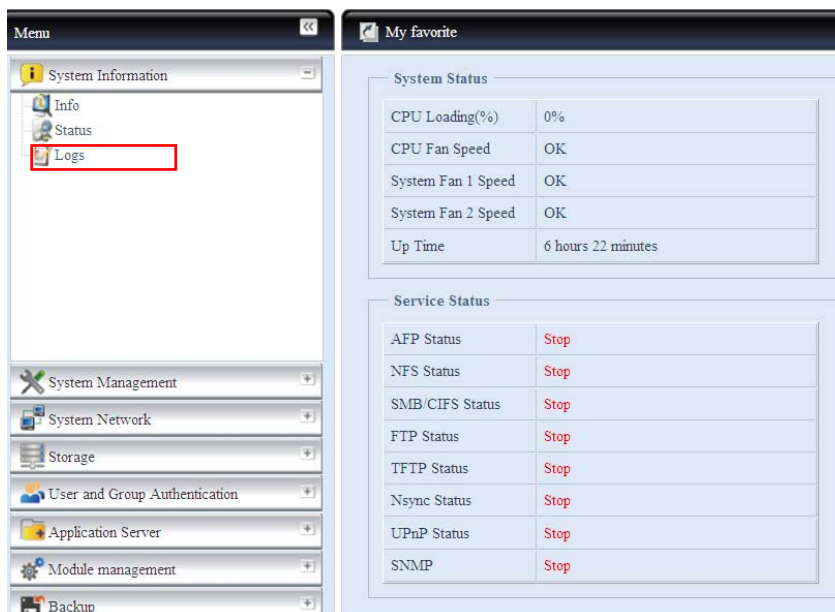 Menu
System Information
Info
Status
Logs
System Management
System Network
Storage
User and Group Authentication
Application Server
Module management
Backup
My favorite
System Status
CPU Loading(%) 0%
CPU Fan Speed OK
System Fan 1 Speed OK
System Fan 2 Speed OK
Up Time 6 hours 22 minutes
Service Status
AFP Status Stop
NFS Status Stop
SMB/CIFS Status Stop
FTP Status Stop
TFTP Status Stop
Nsync Status Stop
UPnP Status Stop
SNMP Stop